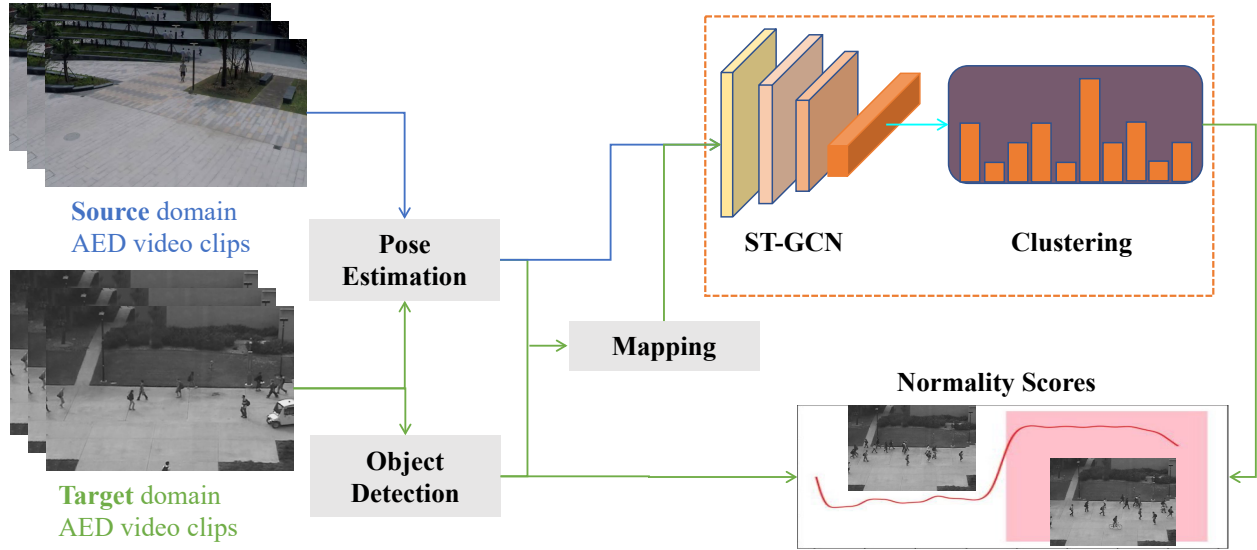 Source domain
AED video clips
Pose
Estimation
ST-GCN
Clustering
Mapping
Target domain
AED video clips
Object
Detection
Normality Scores